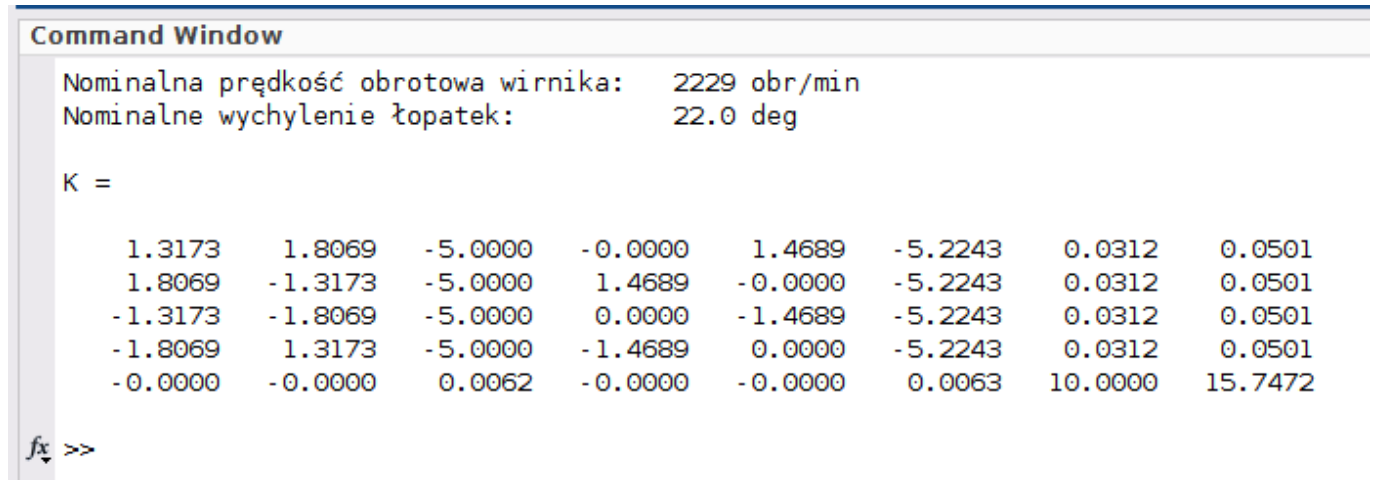 Command Window
Nominalna prędkość obrotowa wirnika:   2229 obr/min
Nominalne wychylenie łopatek:          22.0 deg
K =
1.3173    1.8069   -5.0000   -0.0000    1.4689   -5.2243    0.0312    0.0501
1.8069   -1.3173   -5.0000    1.4689   -0.0000   -5.2243    0.0312    0.0501
-1.3173   -1.8069   -5.0000    0.0000   -1.4689   -5.2243    0.0312    0.0501
-1.8069    1.3173   -5.0000   -1.4689    0.0000   -5.2243    0.0312    0.0501
-0.0000   -0.0000    0.0062   -0.0000   -0.0000    0.0063   10.0000   15.7472
fx >>